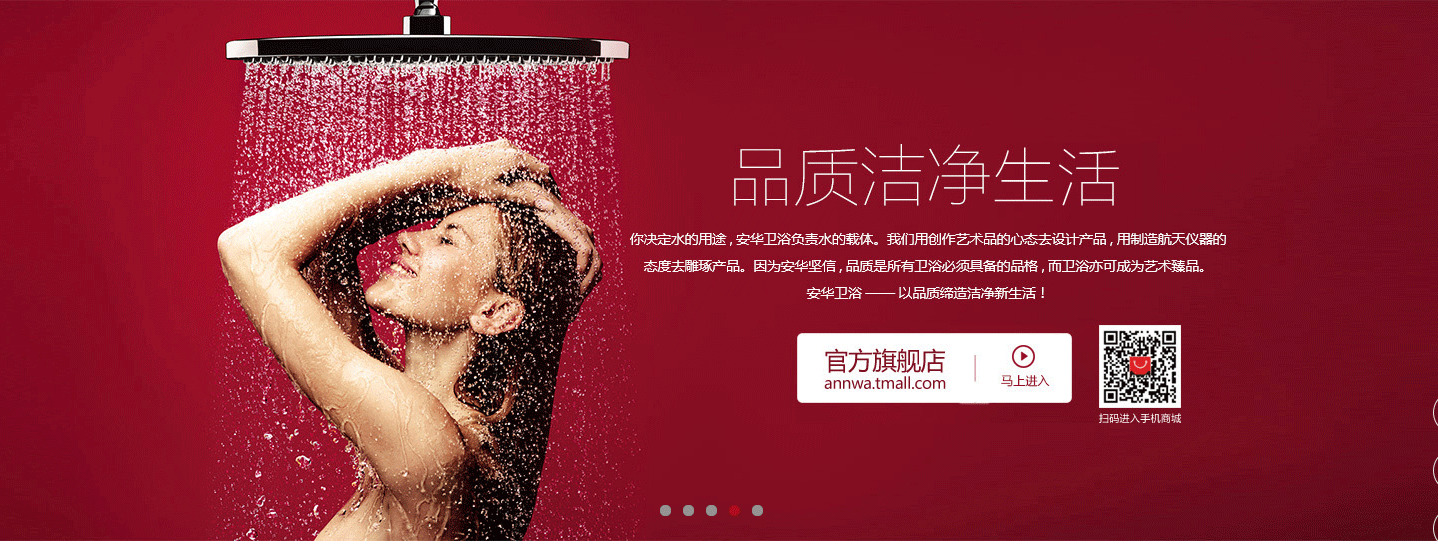 品质洁净生活
你决定水的用途，安华卫浴负责水的载体。我们用创作艺术品的心态去设计产品，用制造航天仪器的
态度去雕琢产品。因为安华坚信，品质是所有卫浴必须具备的品格，而卫浴亦可成为艺术臻品。
安华卫浴 —— 以品质缔造洁净新生活！
官方旗舰店
annwa.tmall.com
马上进入
扫码进入手机商城